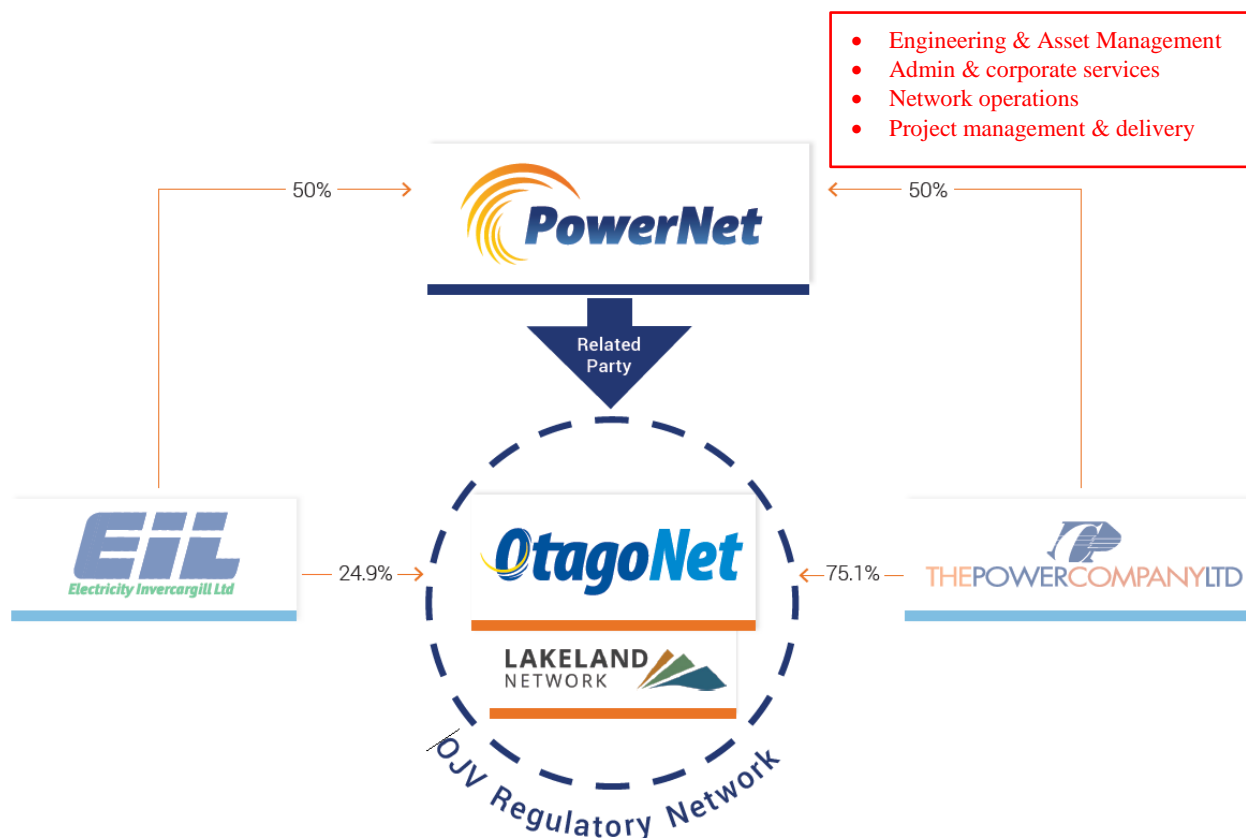 • Engineering & Asset Management
• Admin & corporate services
• Network operations
• Project management & delivery
50%
50%
PowerNet
Related
Party
EIL
Electricity Invercargill Ltd
24.9%
OtagoNet
75.1%
THEPOWERCOMPANYLTD
LAKELAND
NETWORK
OJV Regulatory Network